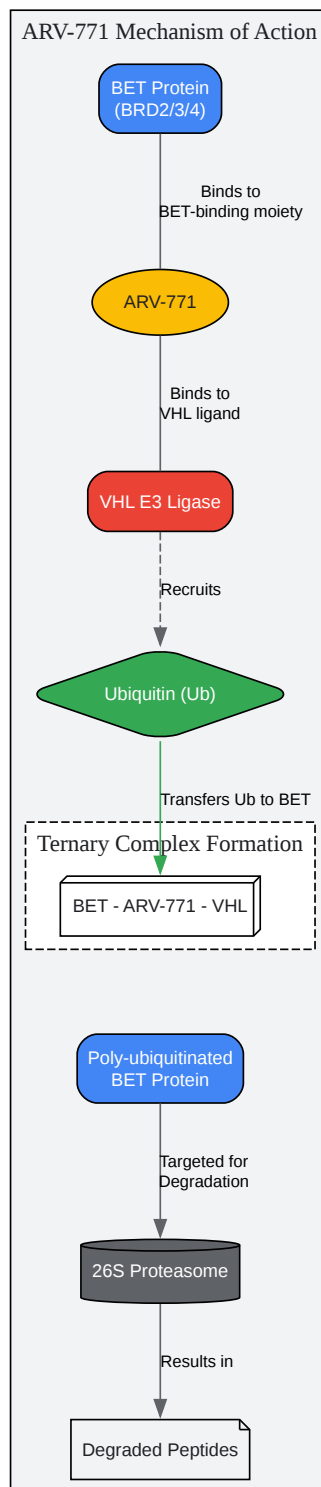 ARV-771 Mechanism of Action
BET Protein
(BRD2/3/4)
Binds to
BET-binding moiety
ARV-771
Binds to
VHL ligand
VHL E3 Ligase
Recruits
Ubiquitin (Ub)
Transfers Ub to BET
Ternary Complex Formation
BET - ARV-771 - VHL
Poly-ubiquitinated
BET Protein
Targeted for
Degradation
26S Proteasome
Results in
Degraded Peptides